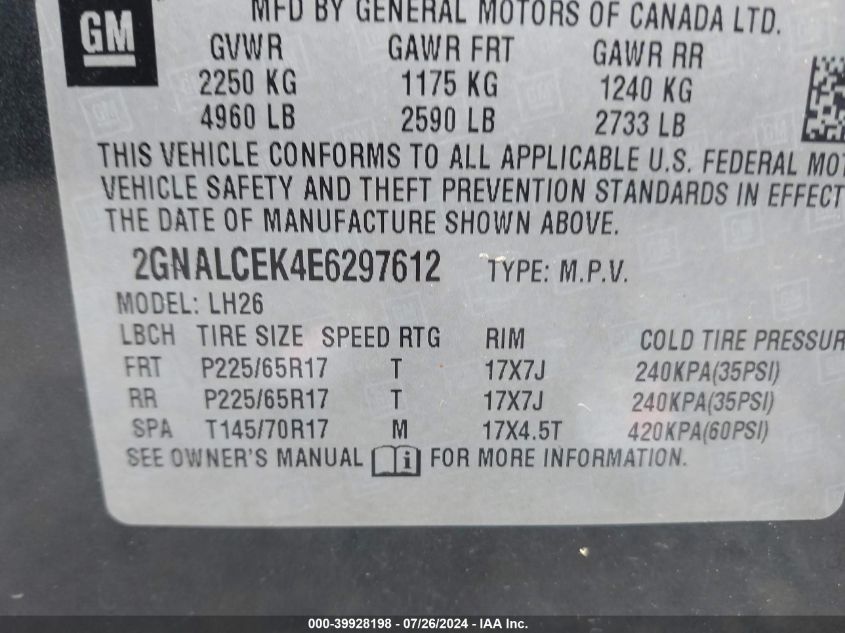 MFD BY GENERAL MOTORS OF CANADA LTD.
GM
GVWR GAWR FRT GAWR RR
2250 KG 1175 KG 1240 KG
4960 LB 2590 LB 2733 LB
THIS VEHICLE CONFORMS TO ALL APPLICABLE U.S. FEDERAL MOT
VEHICLE SAFETY AND THEFT PREVENTION STANDARDS IN EFFECT
THE DATE OF MANUFACTURE SHOWN ABOVE.
2GNALCEK4E6297612 TYPE: M.P.V.
MODEL: LH26
LBCH TIRE SIZE SPEED RTG RIM COLD TIRE PRESSUR
FRT P225/65R17 T 17X7J 240KPA(35PSI)
RR P225/65R17 T 17X7J 240KPA(35PSI)
SPA T145/70R17 M 17X4.5T 420KPA(60PSI)
SEE OWNER'S MANUAL i FOR MORE INFORMATION.
000-39928198 - 07/26/2024 - IAA Inc.